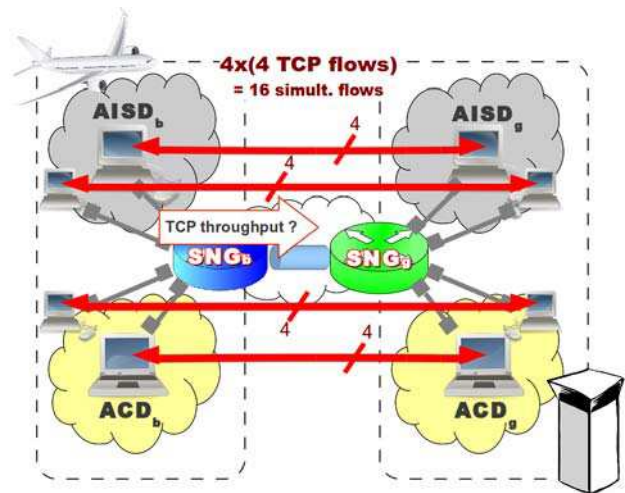 4x(4 TCP flows)
= 16 simult. flows
AISDb
AISDg
4
4
TCP throughput ?
SNGb
SNGg
4
4
ACDb
ACDg